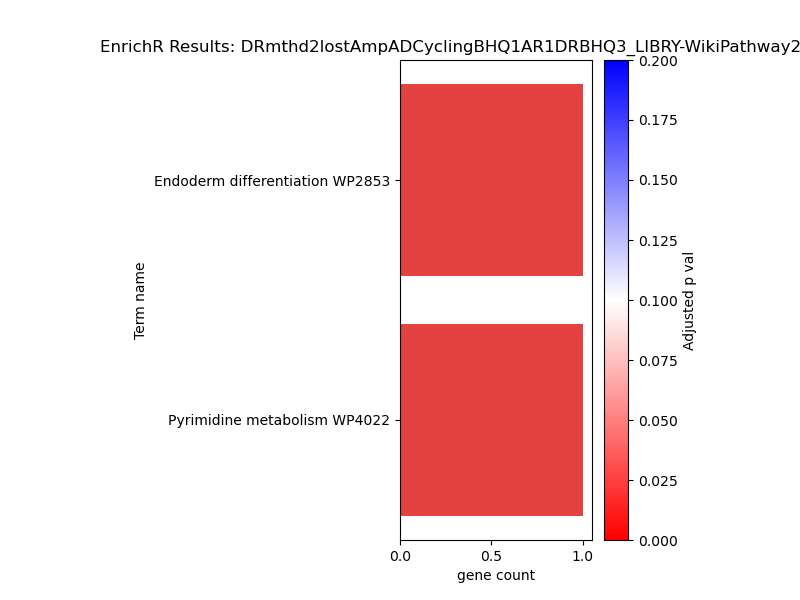 EnrichR Results: DRmthd2lostAmpADCyclingBHQ1AR1DRBHQ3_LIBRY-WikiPathway2
Endoderm differentiation WP2853
Pyrimidine metabolism WP4022
Term name
0.0 0.5 1.0
gene count
0.200
0.175
0.150
0.125
0.100
0.075
0.050
0.025
0.000
Adjusted p val